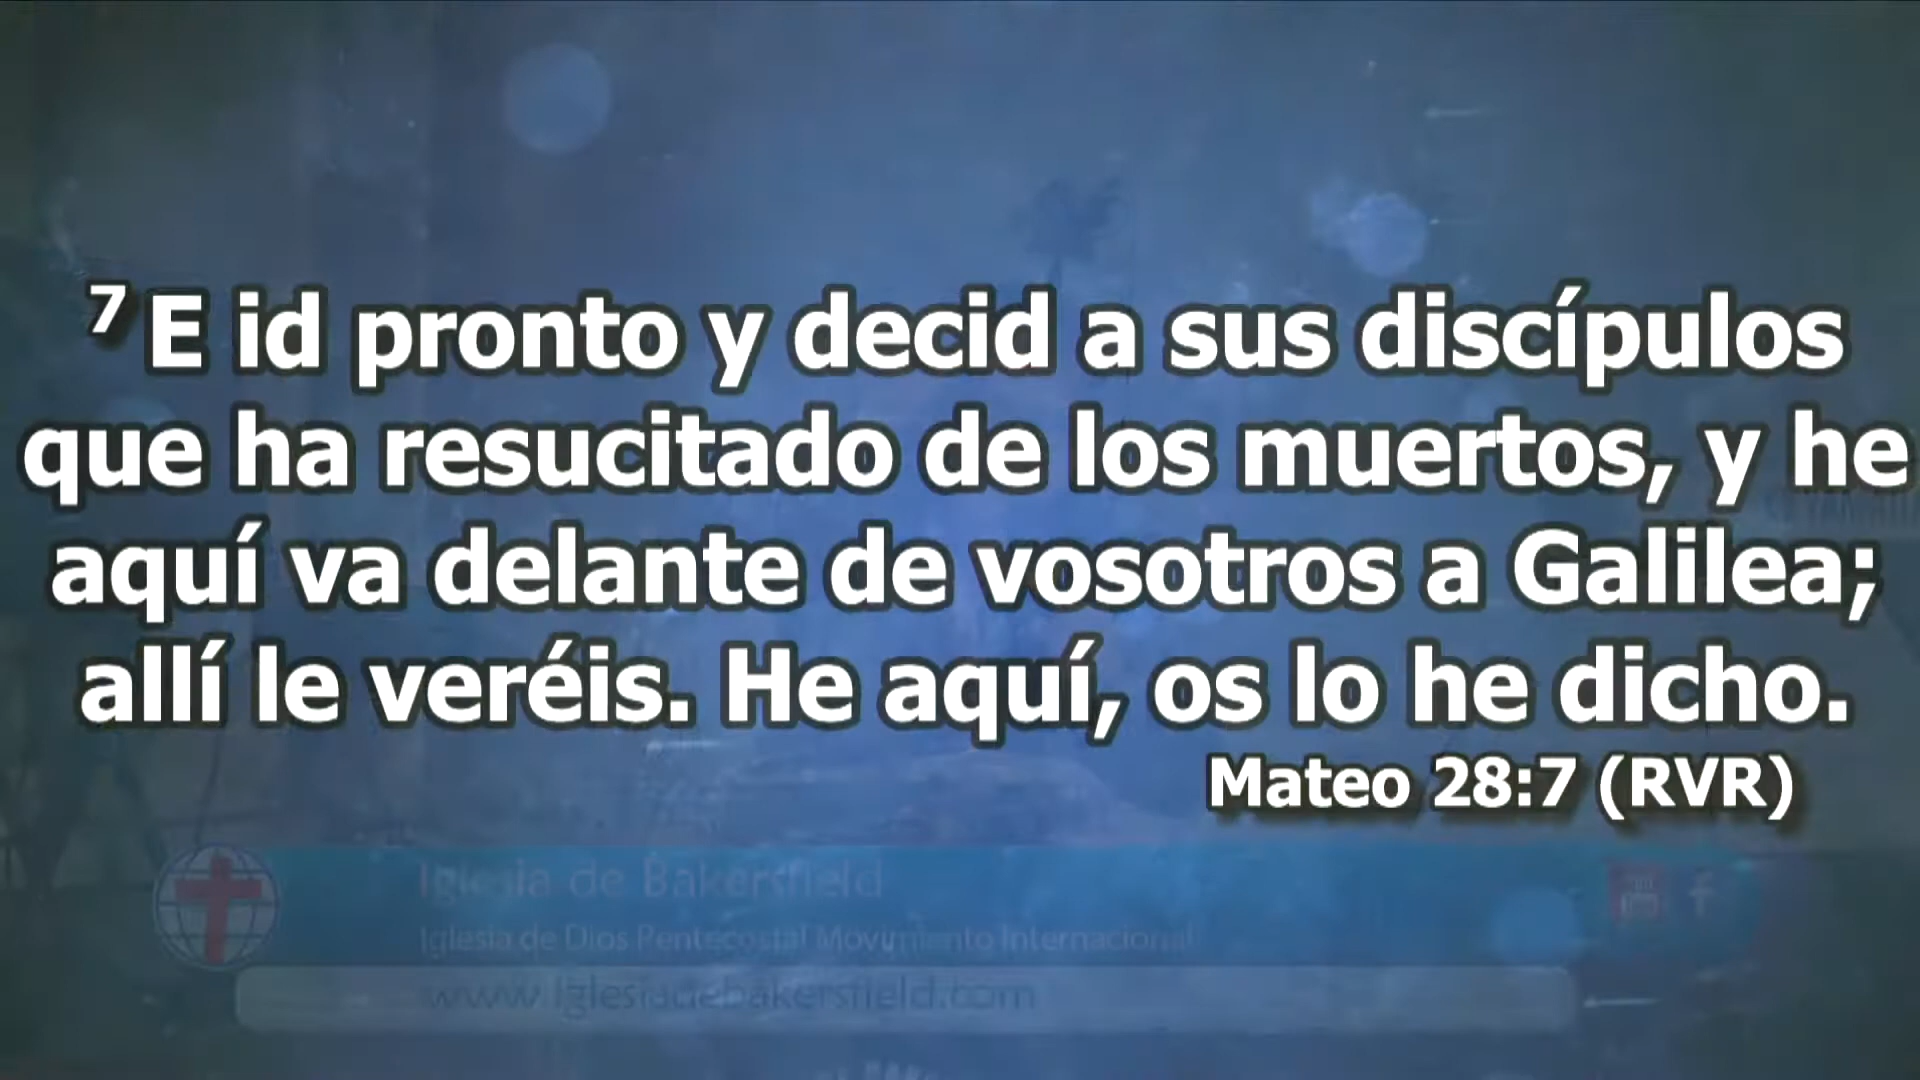 7 E id pronto y decid a sus discípulos
que ha resucitado de los muertos, y he
aquí va delante de vosotros a Galilea;
allí le veréis. He aquí, os lo he dicho.
Mateo 28:7 (RVR)
Iglesia de Bakersfield
Iglesia de Dios Pentecostal Movimiento Internacional
www.Iglesiadebakersfield.com